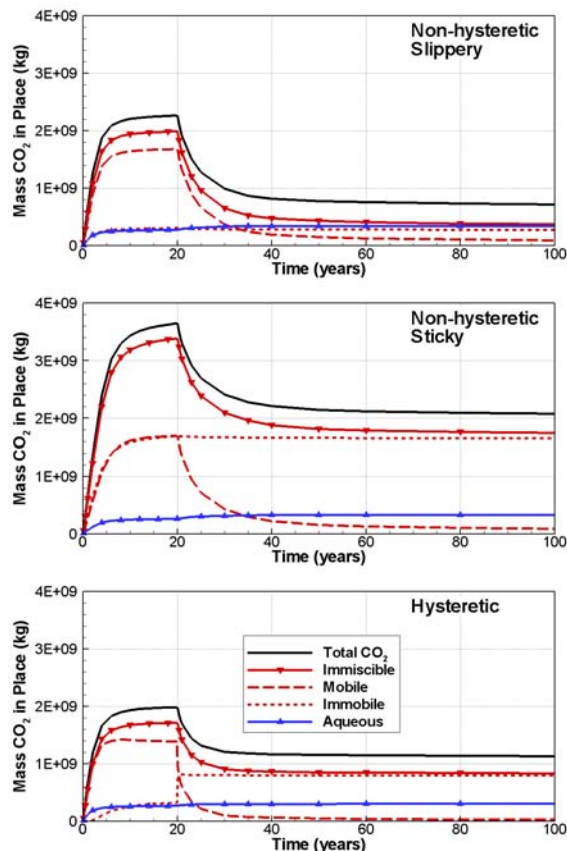 Non-hysteretic
Slippery
Mass CO2 in Place (kg)
4E+09
3E+09
2E+09
1E+09
0
0 20 40 60 80 100
Time (years)
Non-hysteretic
Sticky
Mass CO2 in Place (kg)
4E+09
3E+09
2E+09
1E+09
0
0 20 40 60 80 100
Time (years)
Hysteretic
Mass CO2 in Place (kg)
4E+09
3E+09
2E+09
1E+09
0
Total CO2
Immiscible
Mobile
Immobile
Aqueous
0 20 40 60 80 100
Time (years)